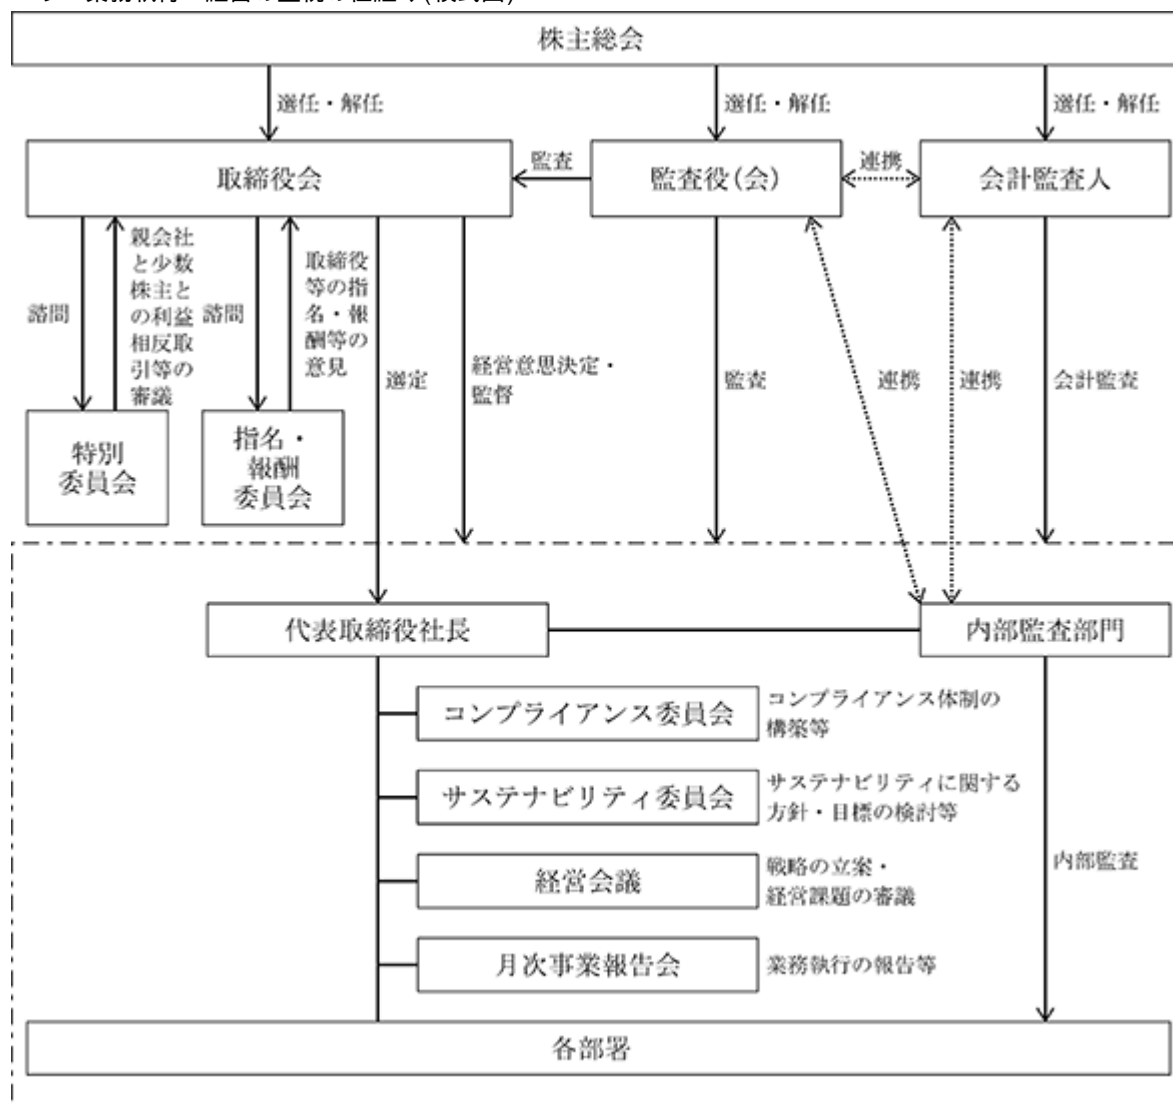 株主総会
選任・解任
選任・解任
選任・解任
取締役会
監査
監査役(会)
連携
会計監査人
諮問
親会社
と少数
株主と
の利益
相反取
引等の
審議
諮問
取締役
等の指
名・報
酬等の
意見
選定
経営意思決定・
監督
監査
連携
連携
会計監査
特別
委員会
指名・
報酬
委員会
代表取締役社長
内部監査部門
コンプライアンス委員会
コンプライアンス体制の
構築等
サステナビリティ委員会
サステナビリティに関する
方針・目標の検討等
経営会議
戦略の立案・
経営課題の審議
内部監査
月次事業報告会
業務執行の報告等
各部署